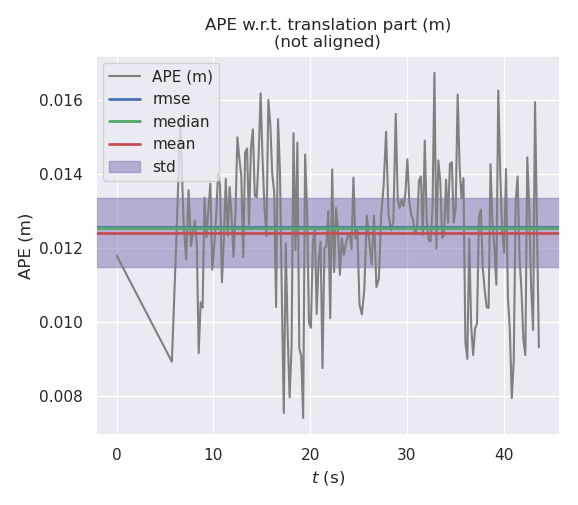 APE w.r.t. translation part (m)
(not aligned)
APE (m)
rmse
median
mean
std
0.016
0.014
0.012
0.010
0.008
APE (m)
0
10
20
30
40
t (s)